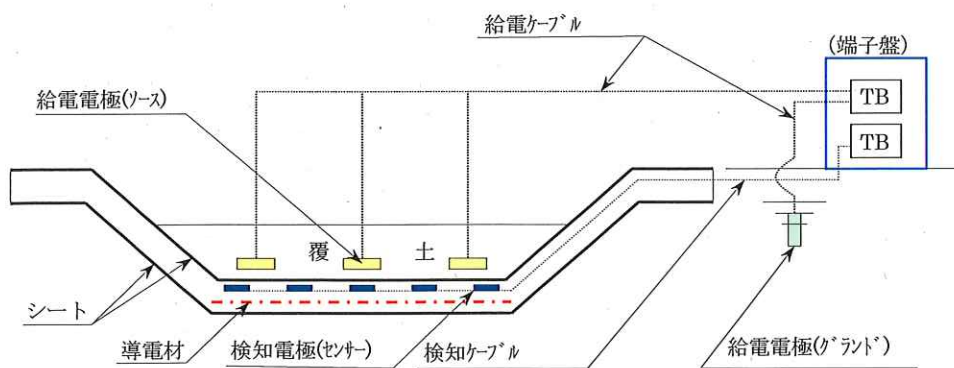 給電ケーブル
(端子盤)
給電電極(ソース)
TB
TB
覆 土
シート
導電材
検知電極(センサー)
検知ケーブル
給電電極(グランド)